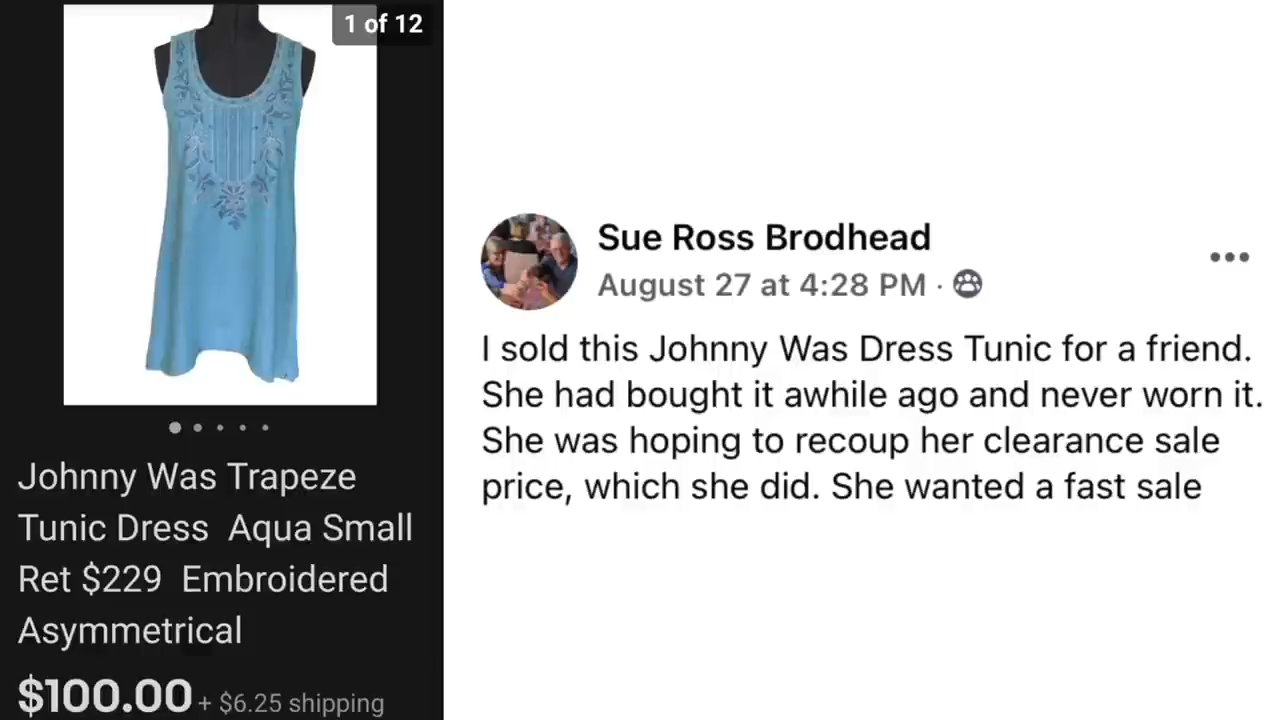 1 of 12
Johnny Was Trapeze
Tunic Dress Aqua Small
Ret $229 Embroidered
Asymmetrical
$100.00 + $6.25 shipping
Sue Ross Brodhead
August 27 at 4:28 PM ·
I sold this Johnny Was Dress Tunic for a friend.
She had bought it awhile ago and never worn it.
She was hoping to recoup her clearance sale
price, which she did. She wanted a fast sale